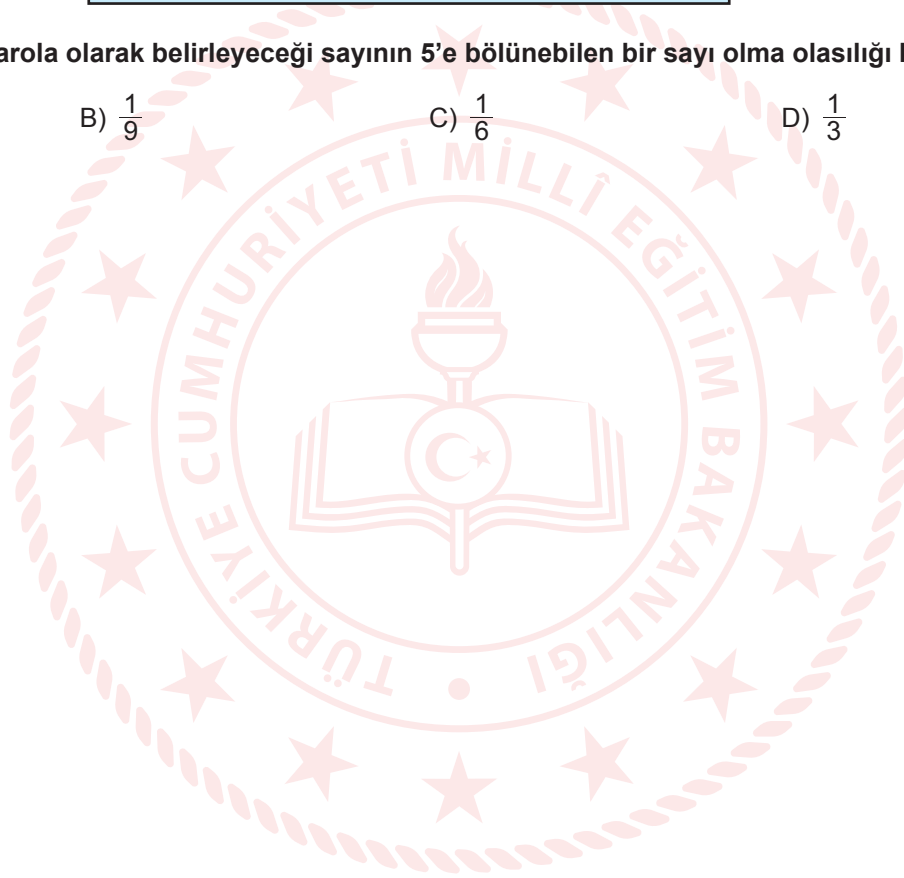 arola olarak belirleyeceği sayının 5’e bölünebilen bir sayı olma olasılığı
B) 1/9 C) 1/6 D) 1/3
TÜRKİYE CUMHURİYETİ MİLLÎ EĞİTİM BAKANLIĞI